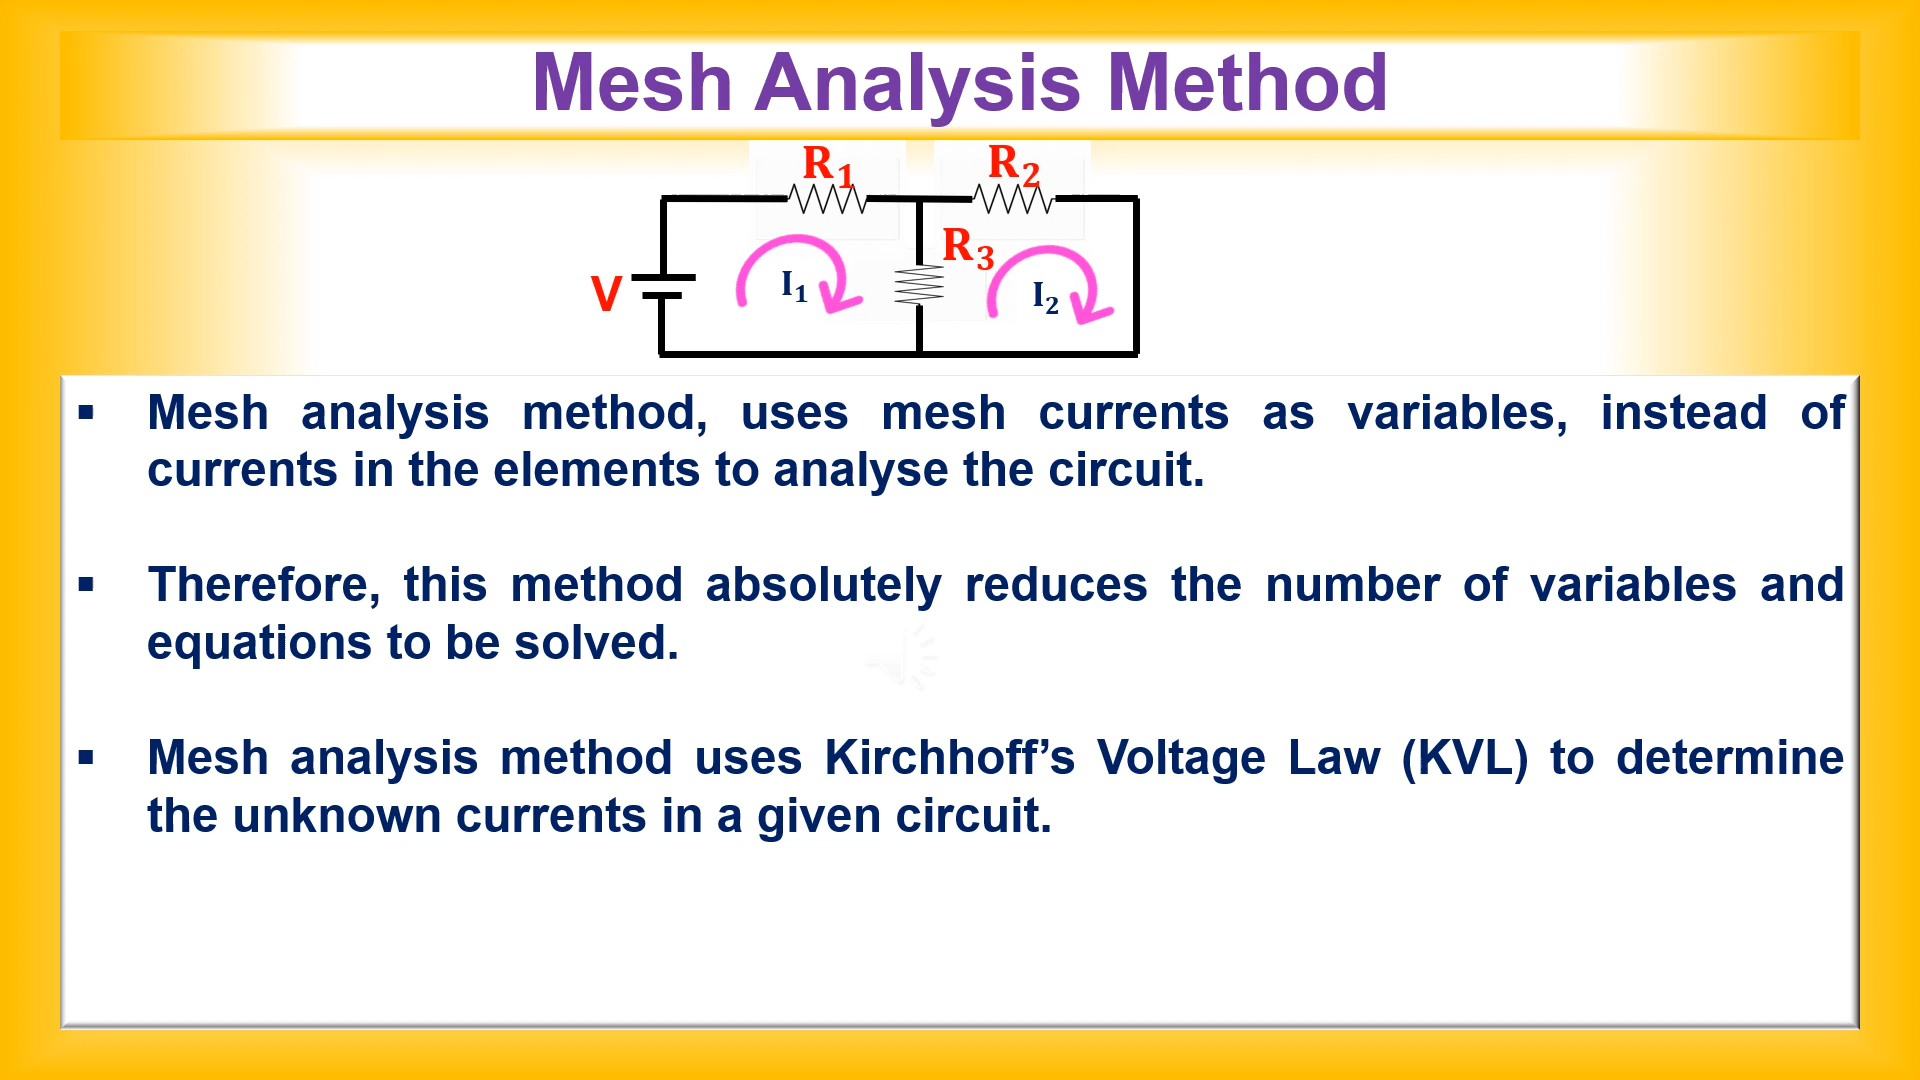 Mesh Analysis Method
R1
R2
R3
V
I1
I2
▪ Mesh analysis method, uses mesh currents as variables, instead of
currents in the elements to analyse the circuit.
▪ Therefore, this method absolutely reduces the number of variables and
equations to be solved.
▪ Mesh analysis method uses Kirchhoff’s Voltage Law (KVL) to determine
the unknown currents in a given circuit.